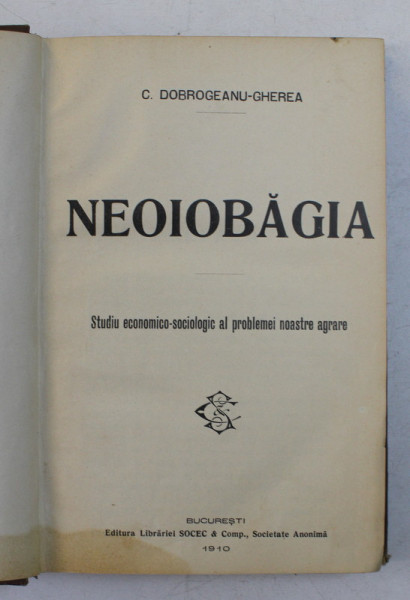 C. DOBROGEANU-GHEREA
NEOIOBĂGIA
Studiu economico-sociologic al problemei noastre agrare
BUCUREȘTI
Editura Librăriei SOCEC & Comp., Societate Anonimă
1910